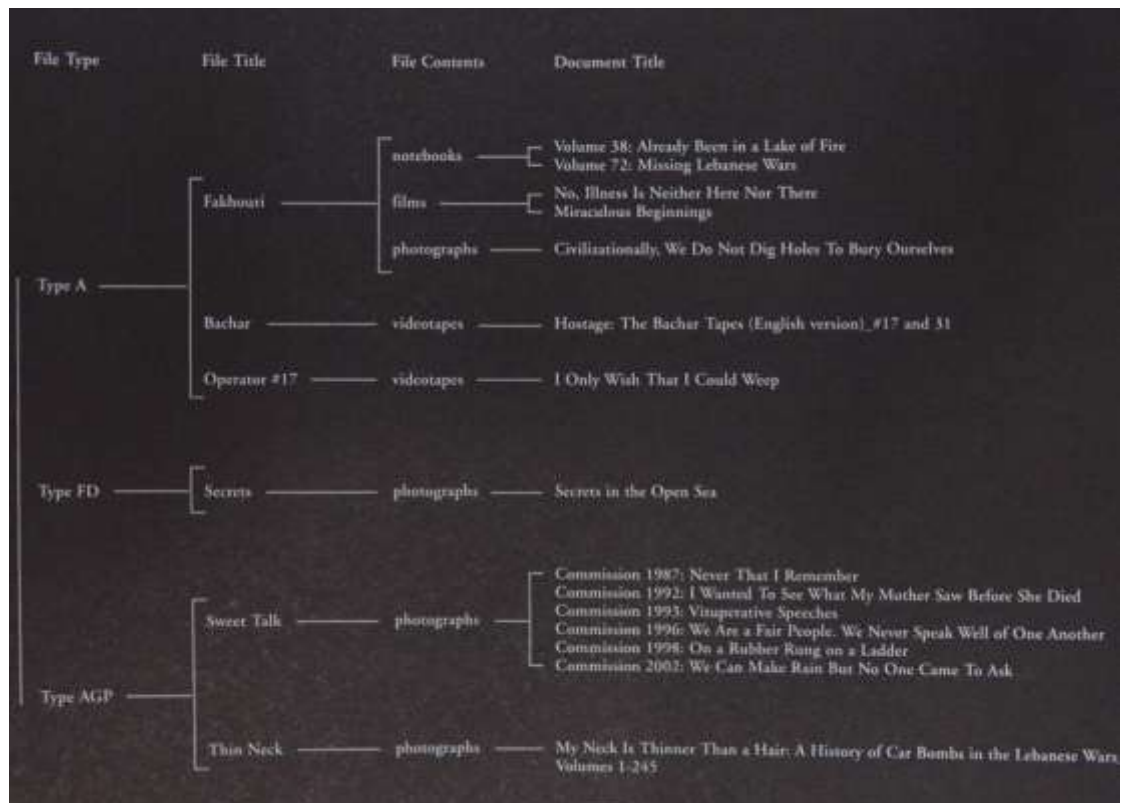 File Type File Title File Contents Document Title
notebooks Volume 38: Already Been in a Lake of Fire
Volume 72: Missing Lebanese Wars
Fakhouri films No, Illness Is Neither Here Nor There
Miraculous Beginnings
photographs Civilizationally, We Do Not Dig Holes To Bury Ourselves
Type A
Bachar videotapes Hostage: The Bachar Tapes (English version)_#17 and 31
Operator #17 videotapes I Only Wish That I Could Weep
Type FD Secrets photographs Secrets in the Open Sea
Commission 1987: Never That I Remember
Commission 1992: I Wanted To See What My Mother Saw Before She Died
Commission 1993: Vituperative Speeches
Sweet Talk photographs Commission 1996: We Are a Fair People. We Never Speak Well of One Another
Commission 1998: On a Rubber Rung on a Ladder
Commission 2002: We Can Make Rain But No One Came To Ask
Type AGP
Thin Neck photographs My Neck Is Thinner Than a Hair: A History of Car Bombs in the Lebanese Wars,
Volumes 1-245